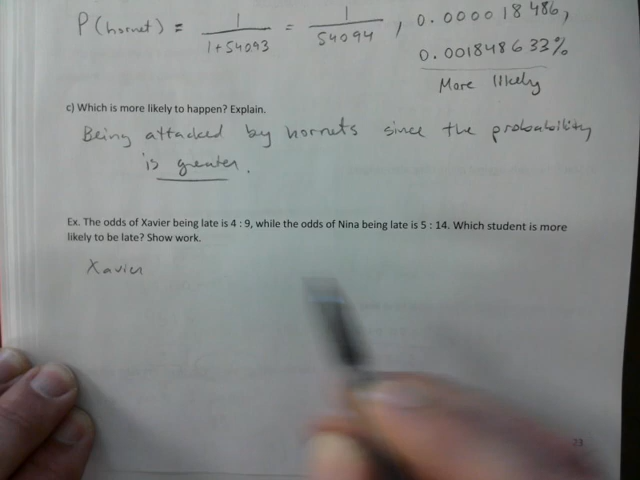 P(hornet) = 1/(1+54093) = 1/54094 , 0.000018486,
0.001848633%
More likely
c) Which is more likely to happen? Explain.
Being attacked by hornets since the probability
is greater.
Ex. The odds of Xavier being late is 4 : 9, while the odds of Nina being late is 5 : 14. Which student is more
likely to be late? Show work.
Xavier
23